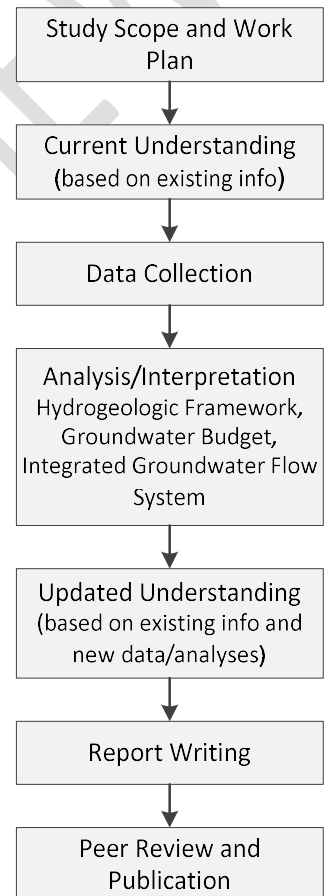 Study Scope and Work
Plan
Current Understanding
(based on existing info)
Data Collection
Analysis/Interpretation
Hydrogeologic Framework,
Groundwater Budget,
Integrated Groundwater Flow
System
Updated Understanding
(based on existing info and
new data/analyses)
Report Writing
Peer Review and
Publication